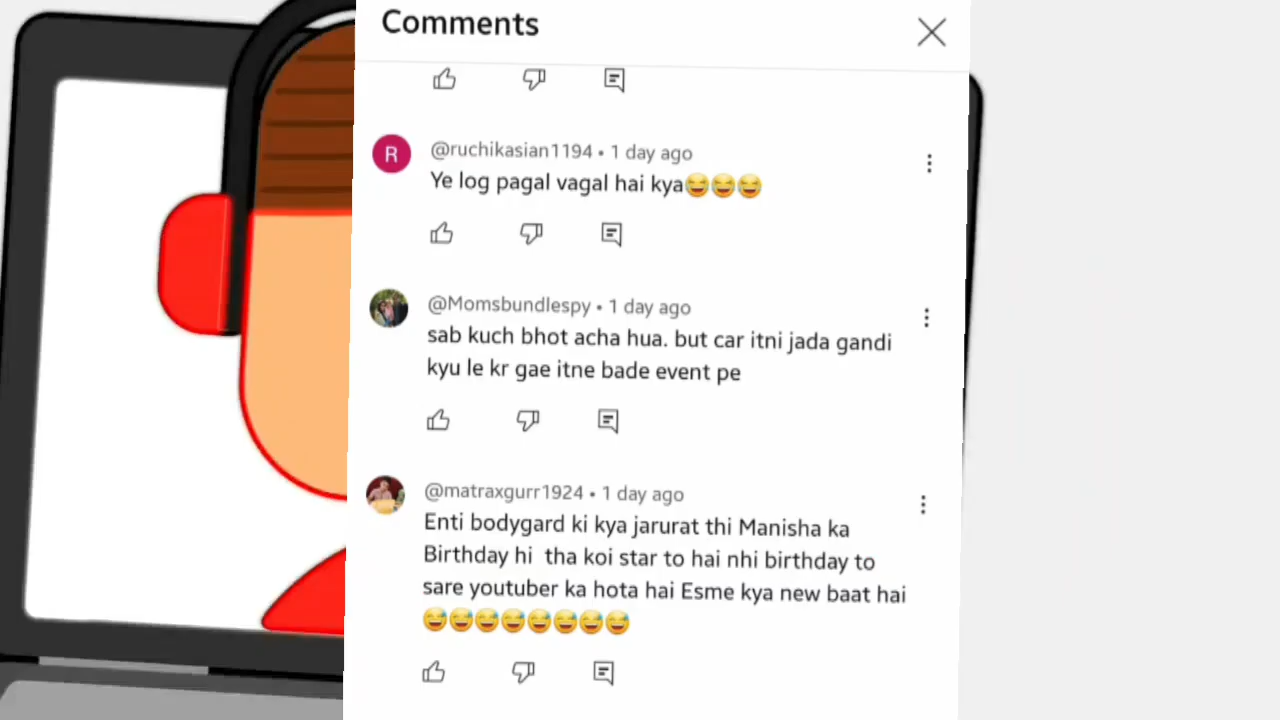 Comments
R
@ruchikasian1194 • 1 day ago
Ye log pagal vagal hai kya😂😂😂
@Momsbundlespy • 1 day ago
sab kuch bhot acha hua. but car itni jada gandi
kyu le kr gae itne bade event pe
@matraxgurr1924 • 1 day ago
Enti bodygard ki kya jarurat thi Manisha ka
Birthday hi  tha koi star to hai nhi birthday to
sare youtuber ka hota hai Esme kya new baat hai
😅😅😅😅😅😅😅😅